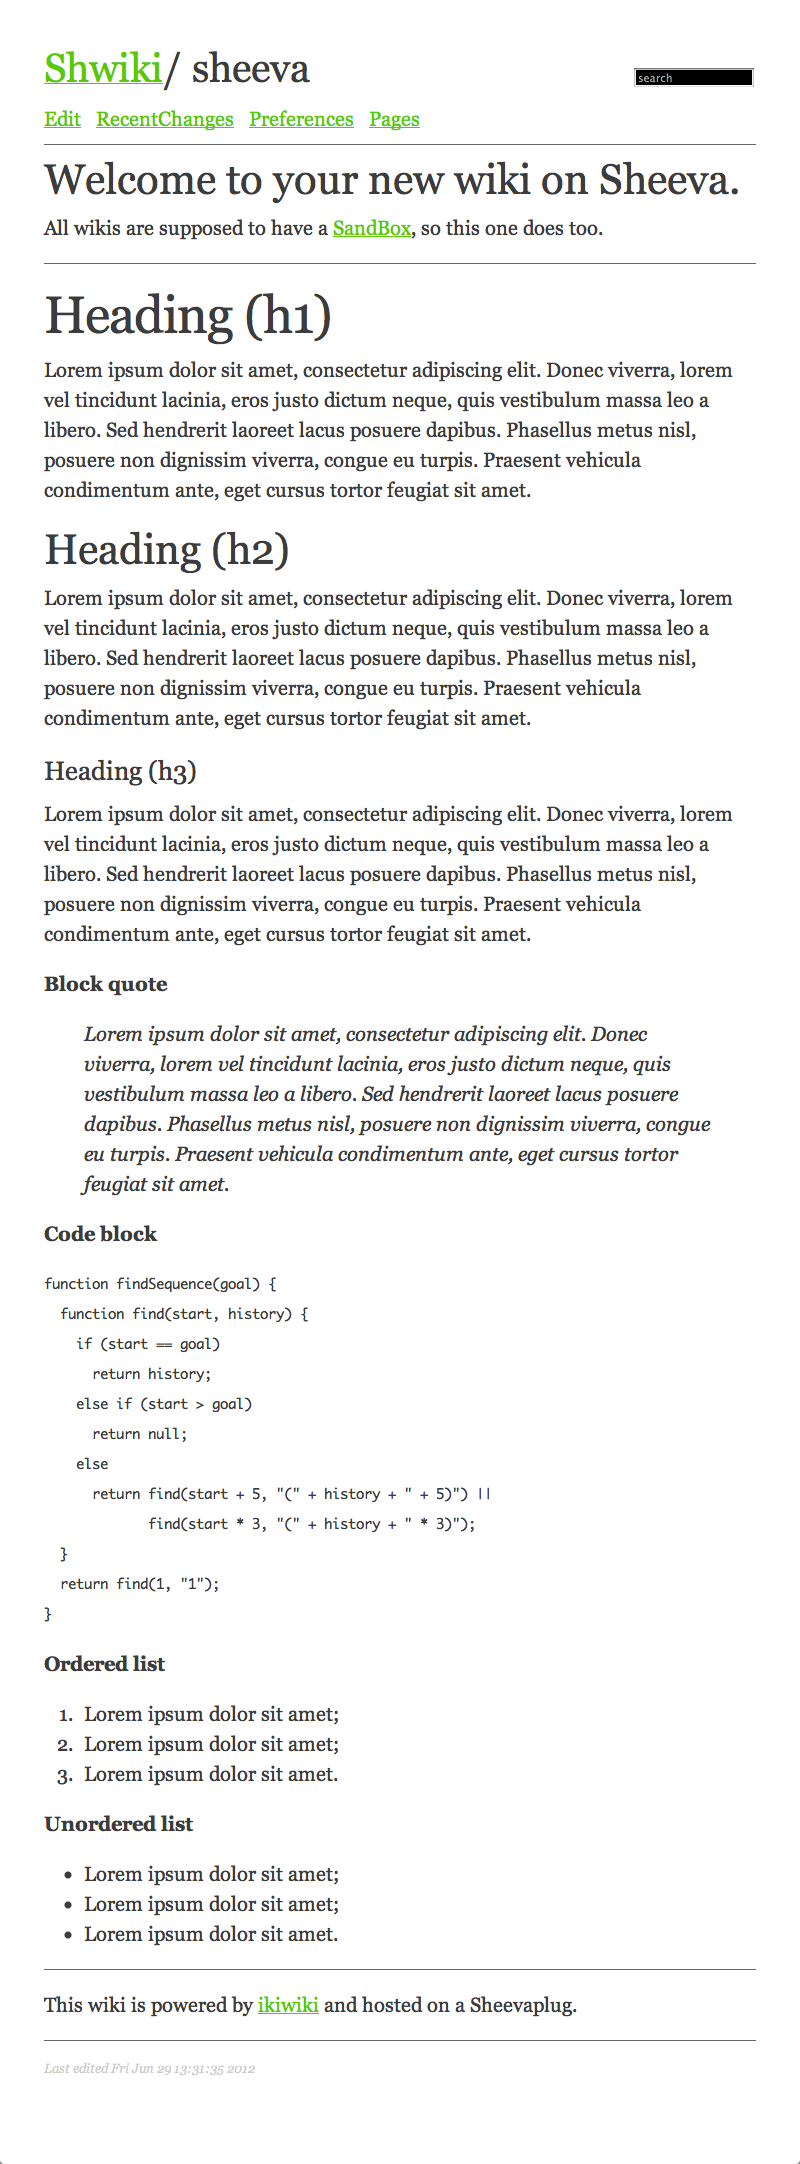 Shwiki/ sheeva
search
Edit RecentChanges Preferences Pages
Welcome to your new wiki on Sheeva.
All wikis are supposed to have a SandBox, so this one does too.
Heading (h1)
Lorem ipsum dolor sit amet, consectetur adipiscing elit. Donec viverra, lorem
vel tincidunt lacinia, eros justo dictum neque, quis vestibulum massa leo a
libero. Sed hendrerit laoreet lacus posuere dapibus. Phasellus metus nisl,
posuere non dignissim viverra, congue eu turpis. Praesent vehicula
condimentum ante, eget cursus tortor feugiat sit amet.
Heading (h2)
Lorem ipsum dolor sit amet, consectetur adipiscing elit. Donec viverra, lorem
vel tincidunt lacinia, eros justo dictum neque, quis vestibulum massa leo a
libero. Sed hendrerit laoreet lacus posuere dapibus. Phasellus metus nisl,
posuere non dignissim viverra, congue eu turpis. Praesent vehicula
condimentum ante, eget cursus tortor feugiat sit amet.
Heading (h3)
Lorem ipsum dolor sit amet, consectetur adipiscing elit. Donec viverra, lorem
vel tincidunt lacinia, eros justo dictum neque, quis vestibulum massa leo a
libero. Sed hendrerit laoreet lacus posuere dapibus. Phasellus metus nisl,
posuere non dignissim viverra, congue eu turpis. Praesent vehicula
condimentum ante, eget cursus tortor feugiat sit amet.
Block quote
Lorem ipsum dolor sit amet, consectetur adipiscing elit. Donec
viverra, lorem vel tincidunt lacinia, eros justo dictum neque, quis
vestibulum massa leo a libero. Sed hendrerit laoreet lacus posuere
dapibus. Phasellus metus nisl, posuere non dignissim viverra, congue
eu turpis. Praesent vehicula condimentum ante, eget cursus tortor
feugiat sit amet.
Code block
function findSequence(goal) {
  function find(start, history) {
    if (start == goal)
      return history;
    else if (start > goal)
      return null;
    else
      return find(start + 5, "(" + history + " + 5)") ||
             find(start * 3, "(" + history + " * 3)");
  }
  return find(1, "1");
}
Ordered list
1. Lorem ipsum dolor sit amet;
2. Lorem ipsum dolor sit amet;
3. Lorem ipsum dolor sit amet.
Unordered list
• Lorem ipsum dolor sit amet;
• Lorem ipsum dolor sit amet;
• Lorem ipsum dolor sit amet.
This wiki is powered by ikiwiki and hosted on a Sheevaplug.
Last edited Fri Jun 29 13:31:35 2012